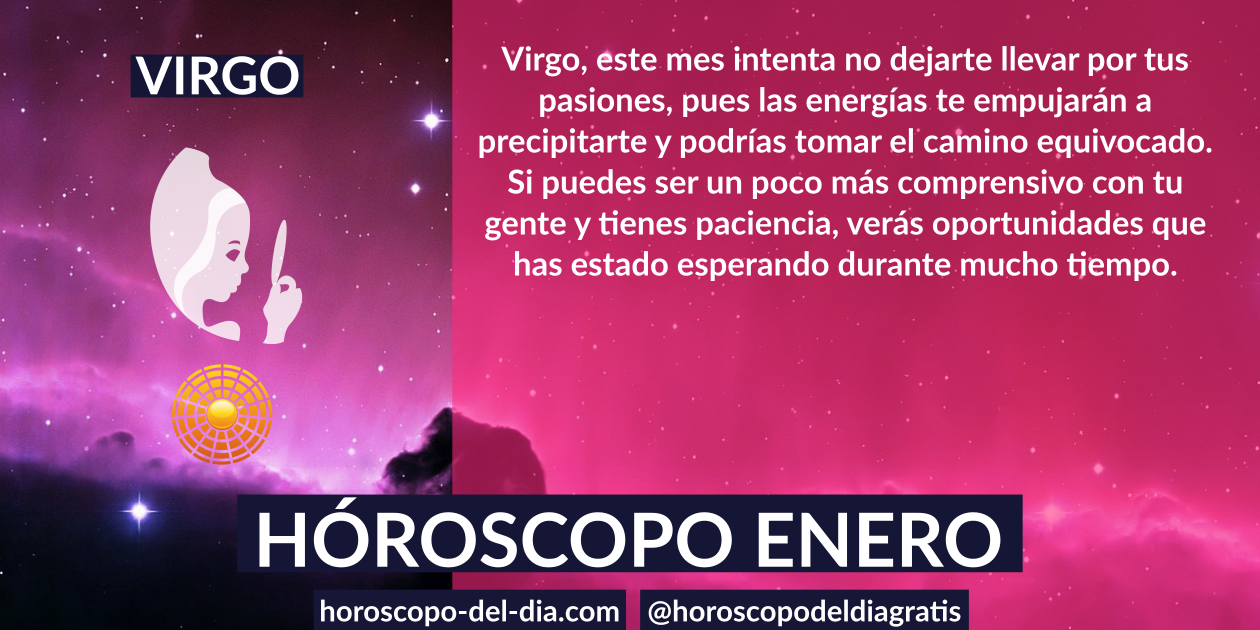 VIRGO
Virgo, este mes intenta no dejarte llevar por tus
pasiones, pues las energías te empujarán a
precipitarte y podrías tomar el camino equivocado.
Si puedes ser un poco más comprensivo con tu
gente y tienes paciencia, verás oportunidades que
has estado esperando durante mucho tiempo.
HÓROSCOPO ENERO
horoscopo-del-dia.com @horoscopodeldiagratis